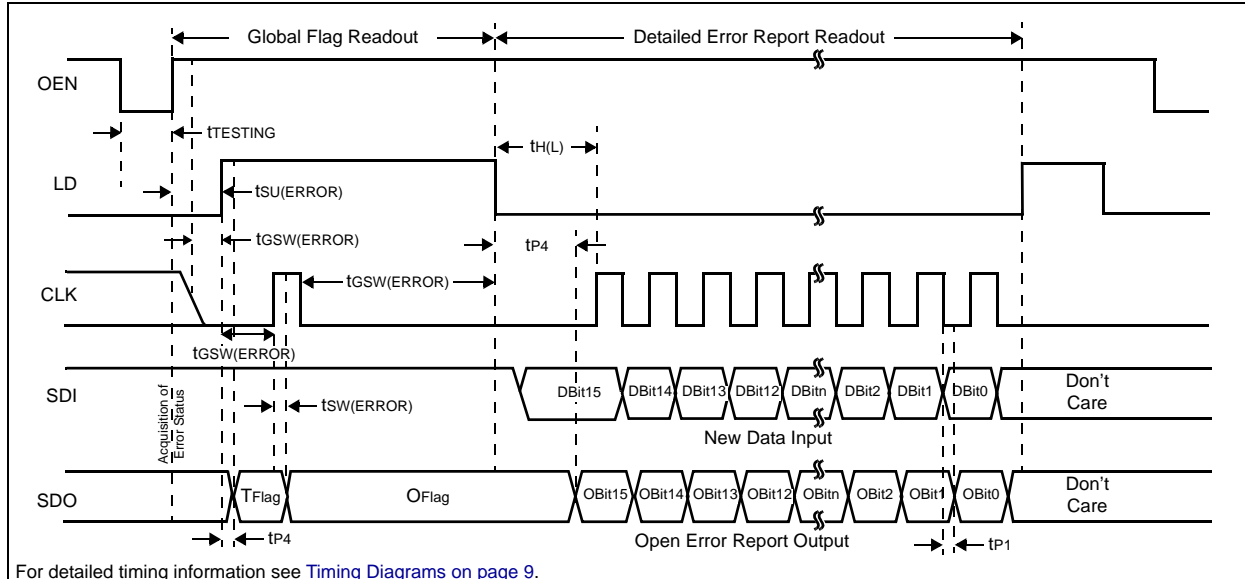 Global Flag Readout
Detailed Error Report Readout
OEN
tTESTING
tH(L)
LD
tSU(ERROR)
tGSW(ERROR)
tP4
tGSW(ERROR)
CLK
tGSW(ERROR)
SDI
DBit15
DBit14
DBit13
DBit12
DBitn
DBit2
DBit1
DBit0
Don't
Care
Acquisition of
Error Status
tSW(ERROR)
New Data Input
SDO
TFlag
OFlag
OBit15
OBit14
OBit13
OBit12
OBitn
OBit2
OBit1
OBit0
Don't
Care
tP4
Open Error Report Output
tP1
For detailed timing information see Timing Diagrams on page 9.